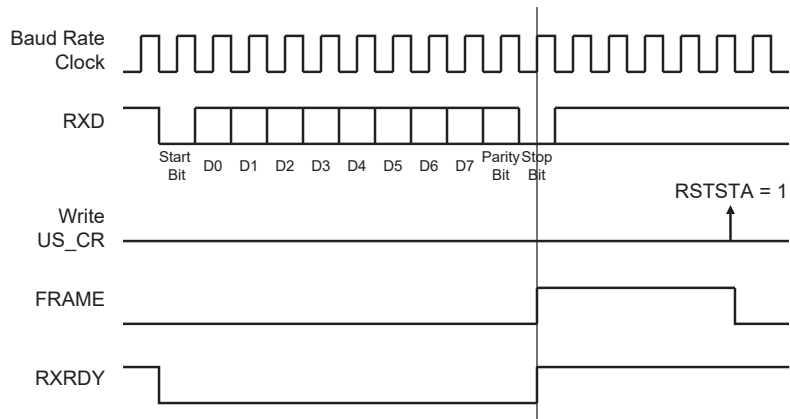 Baud Rate
Clock
RXD
Start
Bit
D0 D1 D2 D3 D4 D5 D6 D7
Parity
Bit
Stop
Bit
RSTSTA = 1
Write
US_CR
FRAME
RXRDY